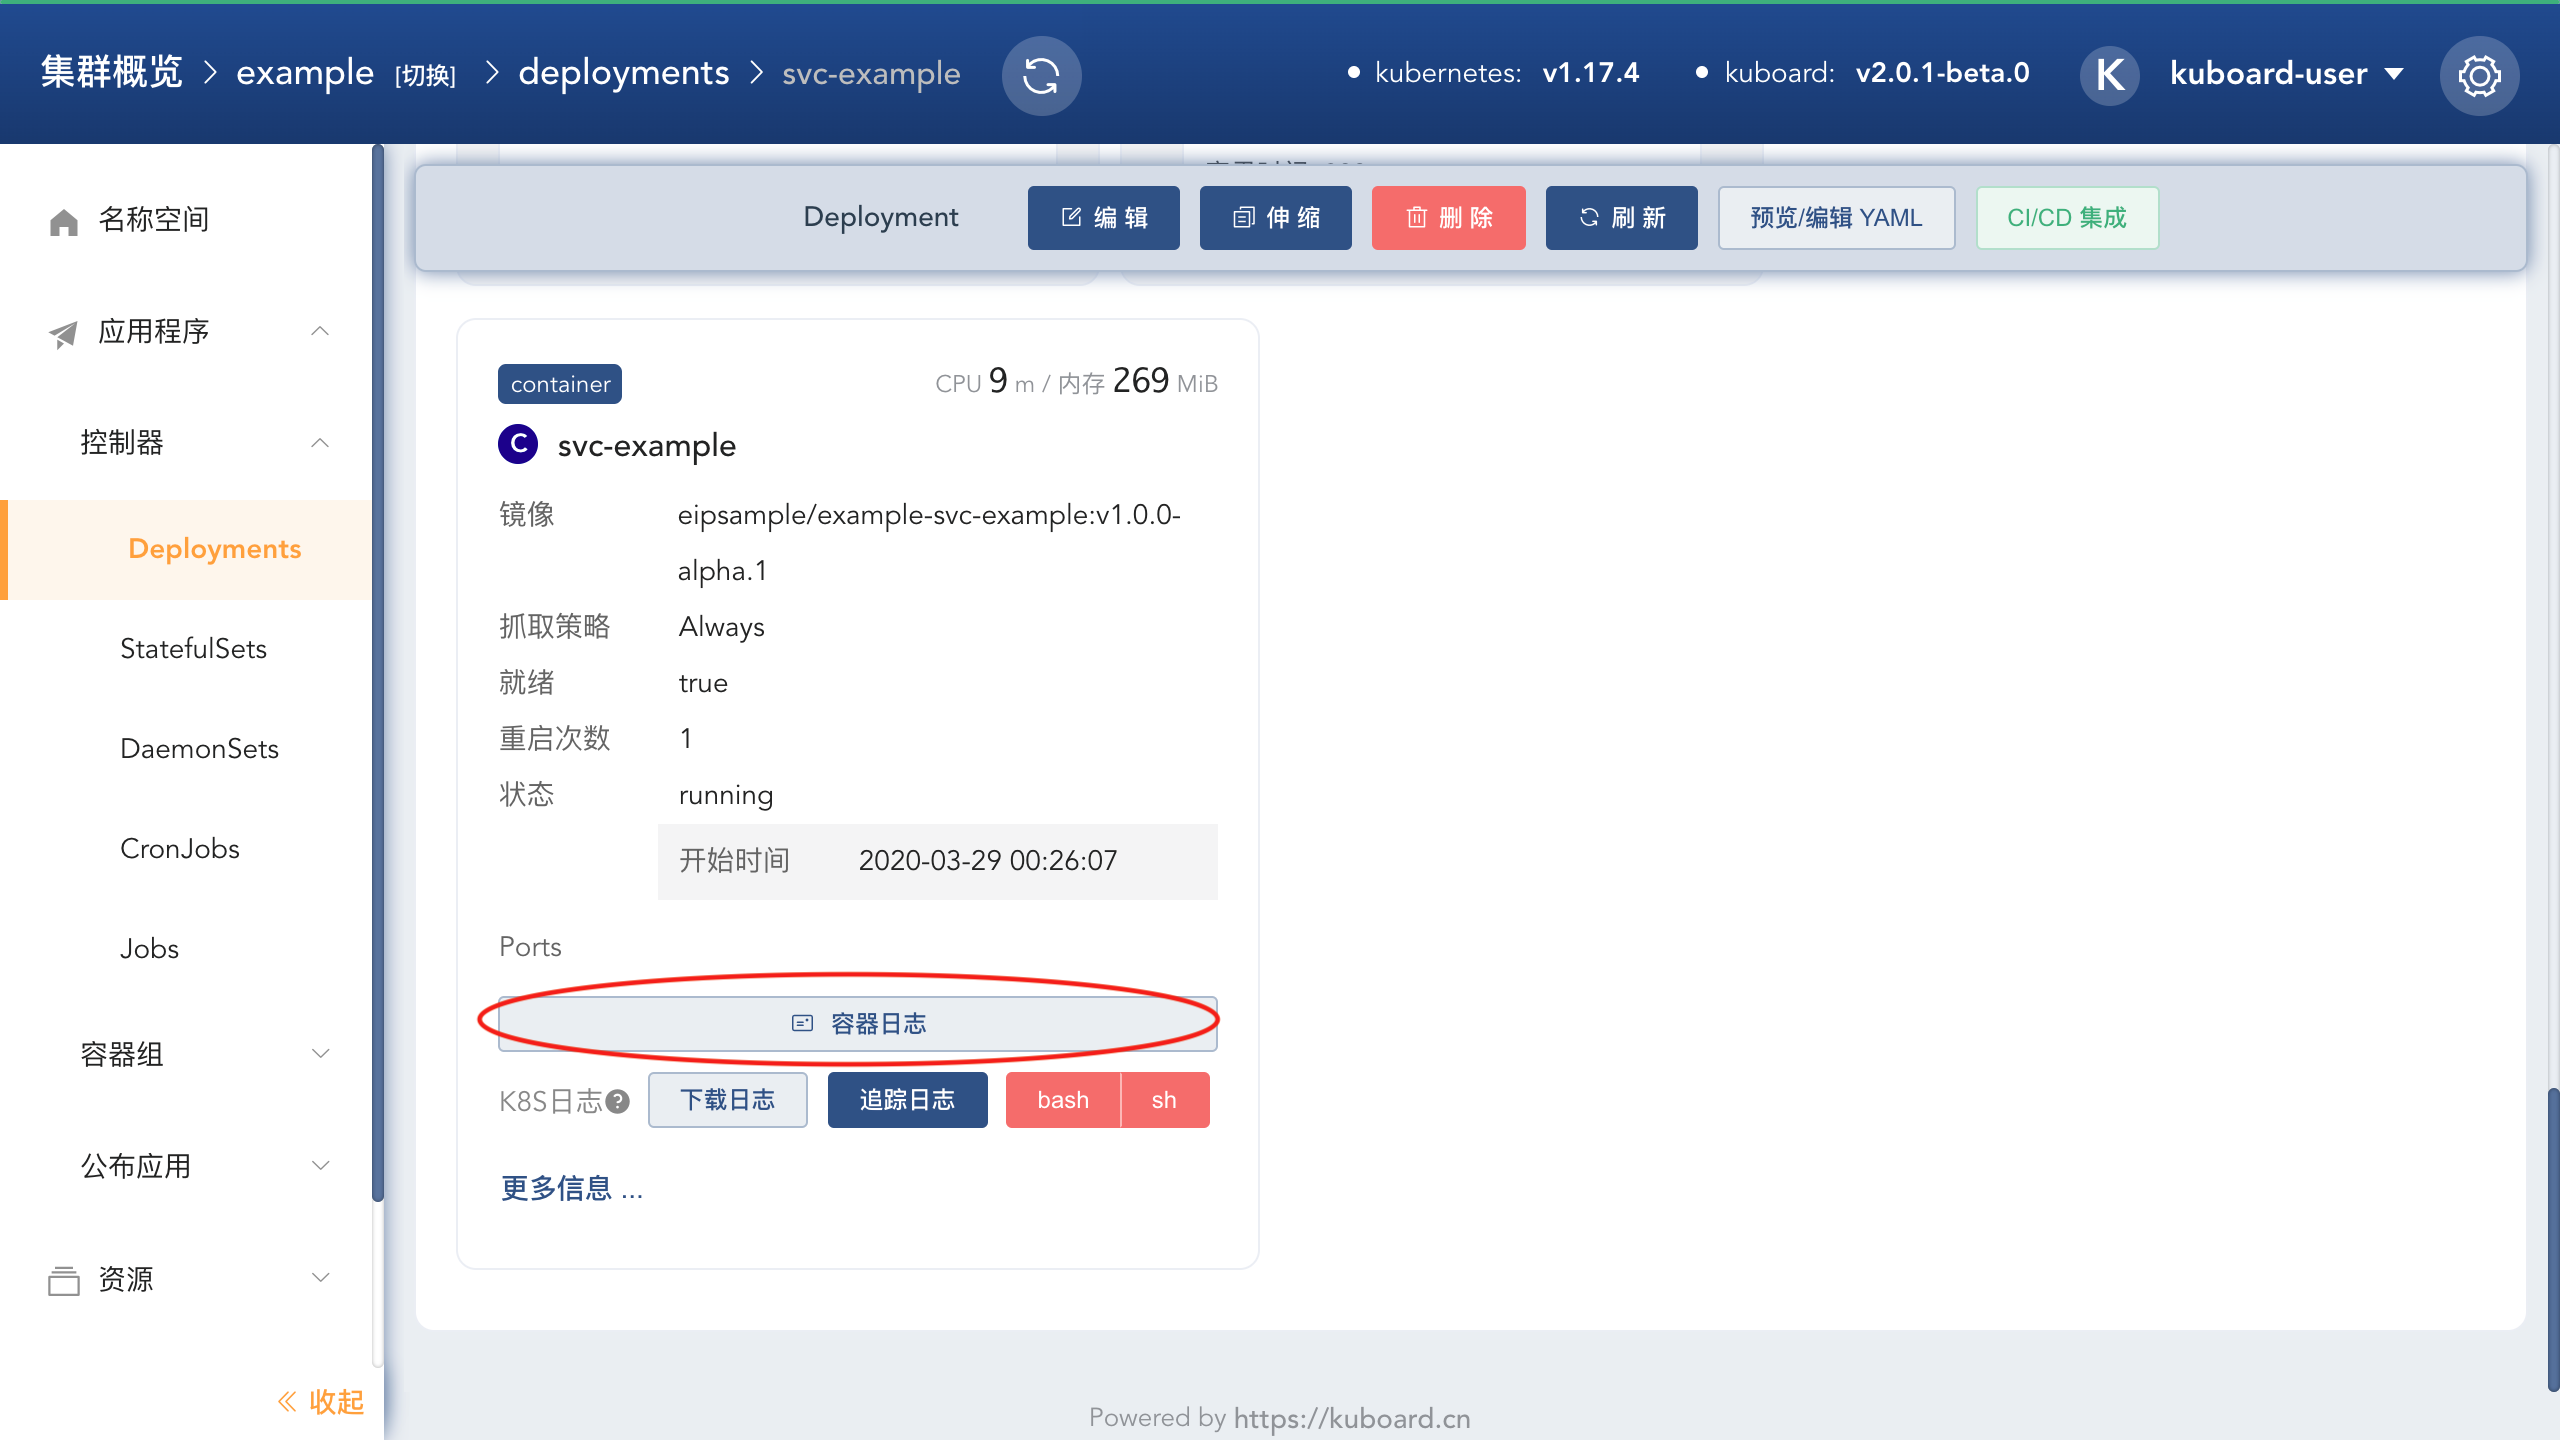 集群概览 > example [切换] > deployments > svc-example
• kubernetes: v1.17.4 • kuboard: v2.0.1-beta.0
K kuboard-user
名称空间
应用程序
控制器
Deployments
StatefulSets
DaemonSets
CronJobs
Jobs
容器组
公布应用
资源
收起
Deployment 编 辑 伸 缩 删 除 刷 新 预览/编辑 YAML CI/CD 集成
container CPU 9 m / 内存 269 MiB
C svc-example
镜像 eipsample/example-svc-example:v1.0.0-
alpha.1
抓取策略 Always
就绪 true
重启次数 1
状态 running
开始时间 2020-03-29 00:26:07
Ports
容器日志
K8S日志? 下载日志 追踪日志 bash sh
更多信息 ...
Powered by https://kuboard.cn